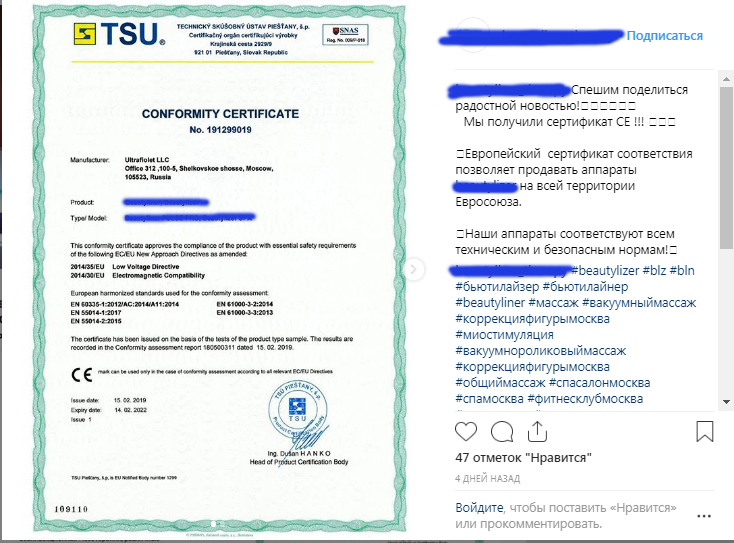 TSU®
TECHNICKÝ SKÚŠOBNÝ ÚSTAV PIEŠŤANY, š.p.
Certifikačný orgán certifikujúci výrobky
Krajinská cesta 2929/9
921 01 Piešťany, Slovak Republic
SNAS
Reg. No. 005/P-018
CONFORMITY CERTIFICATE
No. 191299019
Manufacturer: Ultrafiolet LLC
Office 312 ,100-5, Shelkovskoe shosse, Moscow,
105523, Russia
Product:
Type/ Model:
This conformity certificate approves the compliance of the product with essential safety requirements
of the following EC/EU New Approach Directives as amended:
2014/35/EU Low Voltage Directive
2014/30/EU Electromagnetic Compatibility
European harmonized standards used for the conformity assessment:
EN 60335-1:2012/AC:2014/A11:2014 EN 61000-3-2:2014
EN 55014-1:2017 EN 61000-3-3:2013
EN 55014-2:2015
The certificate has been issued on the basis of the tests of the product type sample. The results are
recorded in the Conformity assessment report 180500311 dated 15. 02. 2019.
CE mark can be used only in the case of conformity assessment according to all relevant EC/EU Directives
Issue date: 15. 02. 2019
Expiry date: 14. 02. 2022
Issue 1
TSÚ PIEŠŤANY, š.p.
TSU
Product Certification Body
Ing. Dušan HANKO
Head of Product Certification Body
TSU Piešťany, š.p. is EU Notified Body number 1299
109110
Подписаться
Спешим поделиться
радостной новостью!
Мы получили сертификат CE !!!
Европейский сертификат соответствия
позволяет продавать аппараты
на всей территории
Евросоюза.
Наши аппараты соответствуют всем
техническим и безопасным нормам!
#beautylizer #blz #bln
#бьютилайзер #бьютилайнер
#beautyliner #массаж #вакуумныймассаж
#коррекцияфигурымосква
#миостимуляция
#вакуумнороликовыймассаж
#коррекцияфигурымосква
#общиймассаж #спасалонмосква
#спамосква #фитнесклубмосква
47 отметок "Нравится"
4 ДНЕЙ НАЗАД
Войдите, чтобы поставить «Нравится»
или прокомментировать.